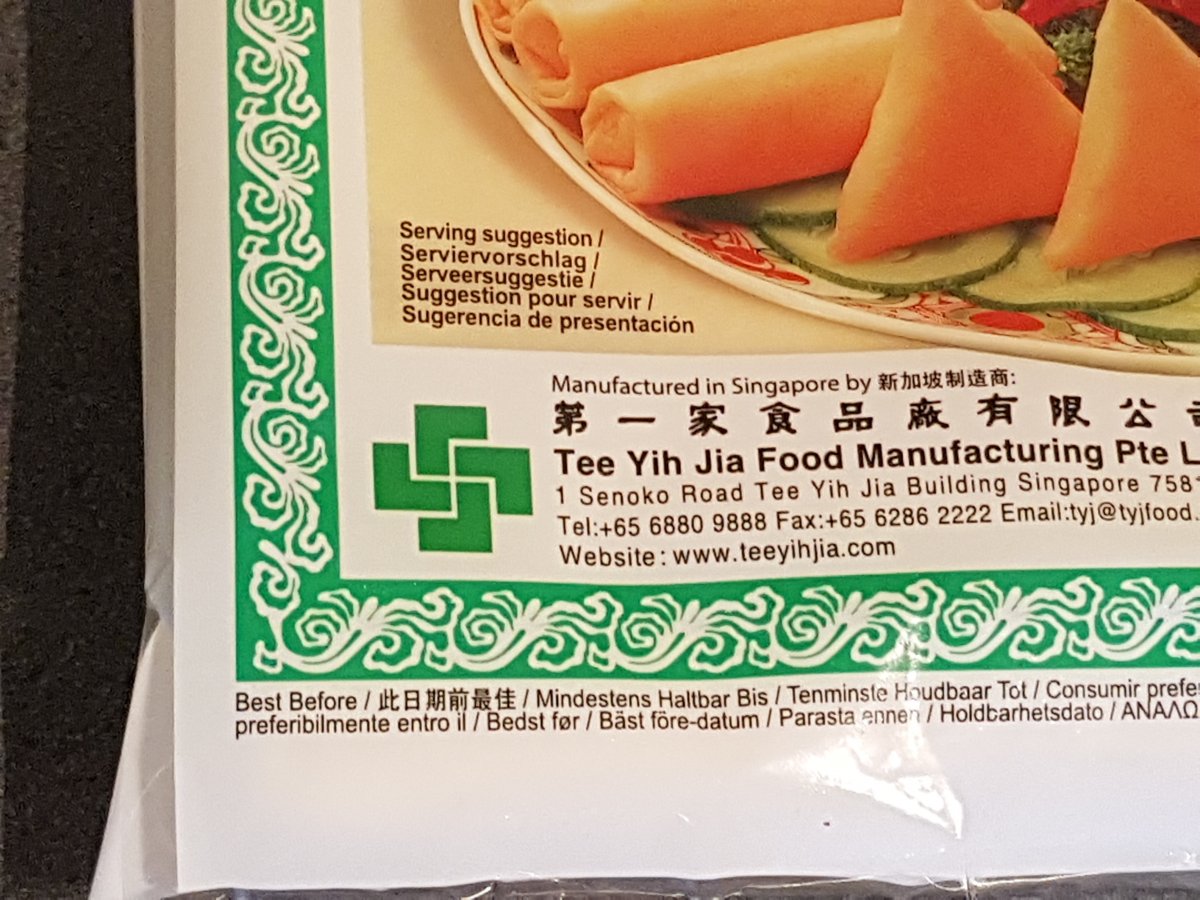 Serving suggestion /
Serviervorschlag /
Serveersuggestie /
Suggestion pour servir /
Sugerencia de presentación
Manufactured in Singapore by 新加坡制造商:
第一家食品廠有限公
Tee Yih Jia Food Manufacturing Pte L
1 Senoko Road Tee Yih Jia Building Singapore 758
Tel:+65 6880 9888 Fax:+65 6286 2222 Email:tyj@tyjfood.
Website: www.teeyihjia.com
Best Before / 此日期前最佳 / Mindestens Haltbar Bis / Tenminste Houdbaar Tot / Consumir prefe
preferibilmente entro il / Bedst før / Bäst före-datum / Parasta ennen / Holdbarhetsdato / ΑΝΑΛΩ